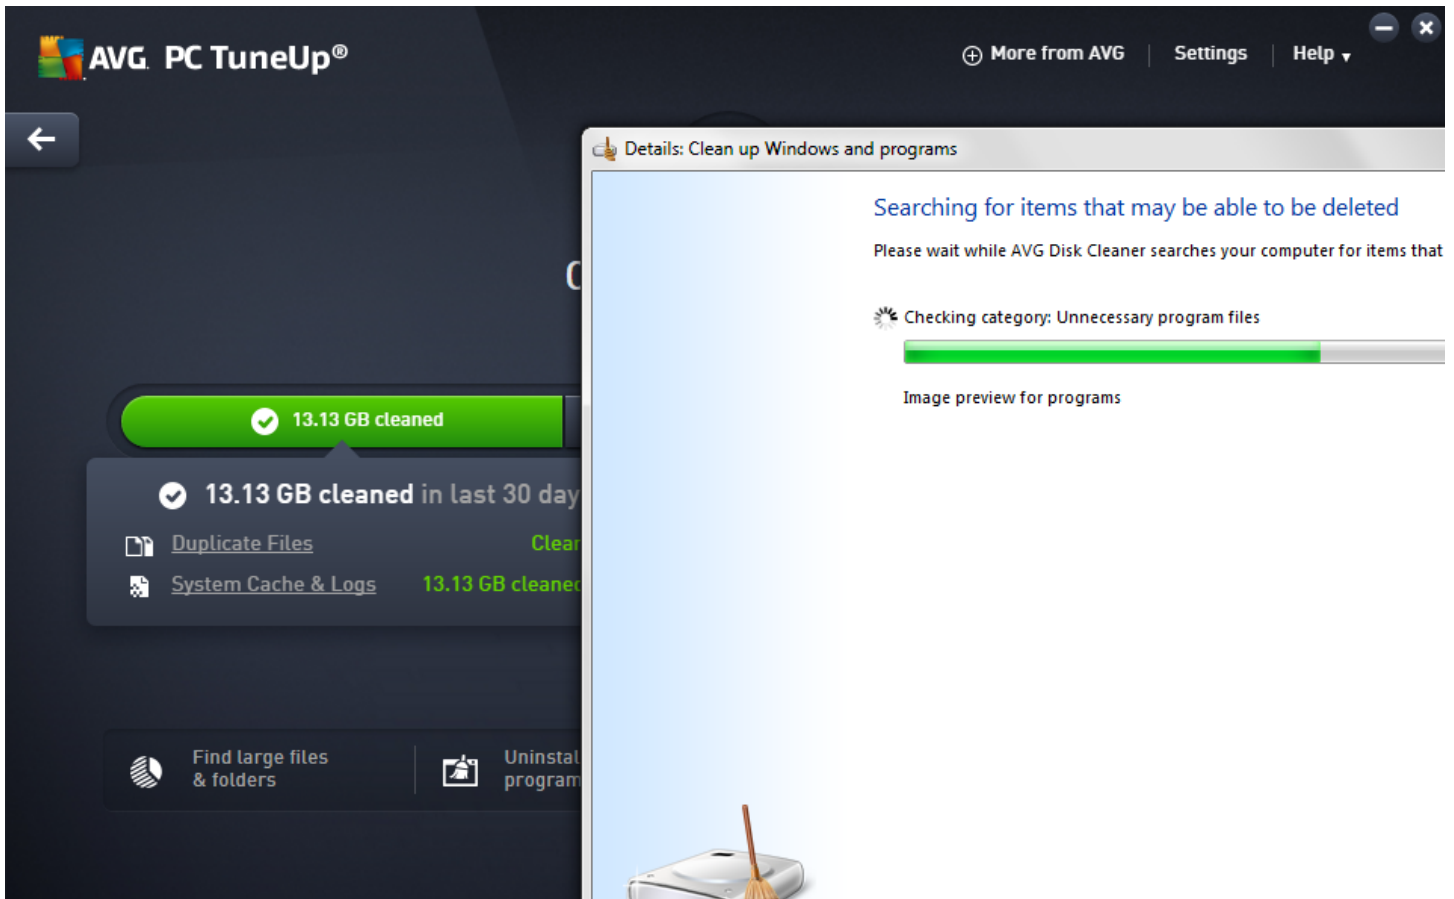 AVG. PC TuneUp®
More from AVG
Settings
Help
Details: Clean up Windows and programs
Searching for items that may be able to be deleted
Please wait while AVG Disk Cleaner searches your computer for items that
Checking category: Unnecessary program files
Image preview for programs
13.13 GB cleaned
13.13 GB cleaned in last 30 day
Duplicate Files Clean
System Cache & Logs 13.13 GB cleaned
Find large files
& folders
Uninstal
program